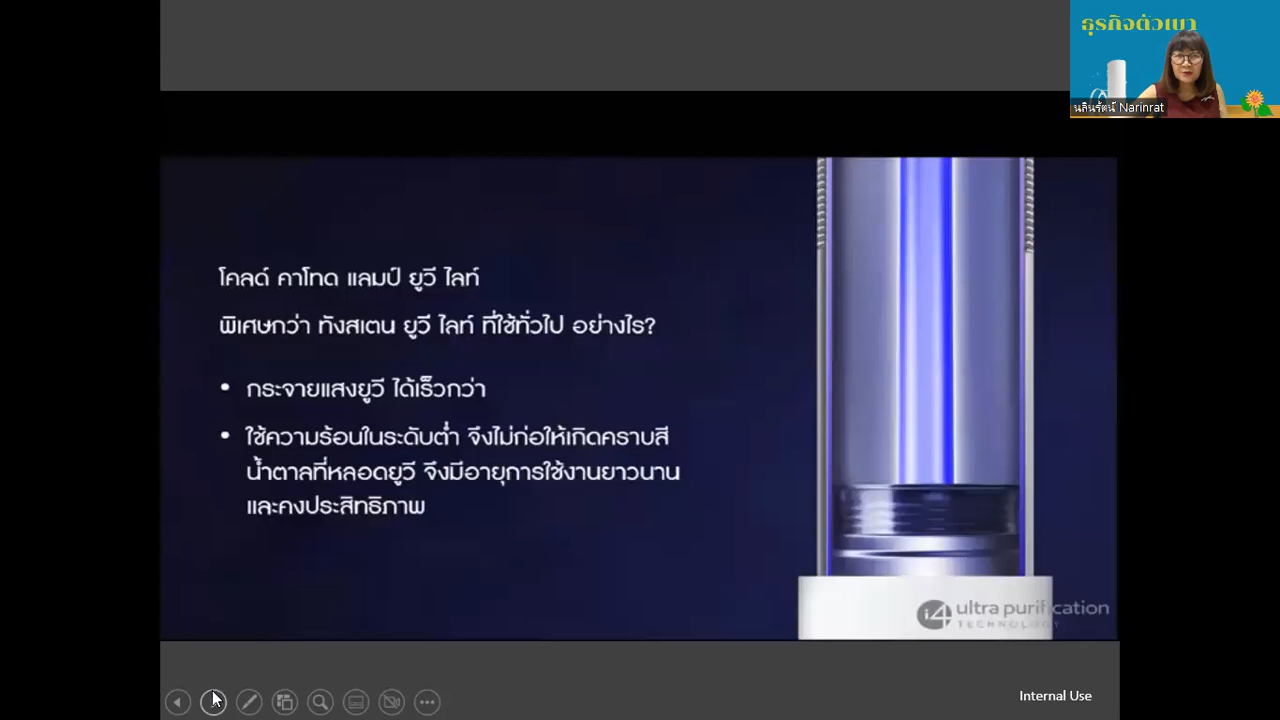 ธุรกิจตัวเบา
นลินรัตน์ Narinrat
โคลด์ คาโทด แลมป์ ยูวี ไลท์
พิเศษกว่า ทังสเตน ยูวี ไลท์ ที่ใช้ทั่วไป อย่างไร?
• กระจายแสงยูวี ได้เร็วกว่า
• ใช้ความร้อนในระดับต่ำ จึงไม่ก่อให้เกิดคราบสี
น้ำตาลที่หลอดยูวี จึงมีอายุการใช้งานยาวนาน
และคงประสิทธิภาพ
i4 ultra purification
TECHNOLOGY
Internal Use